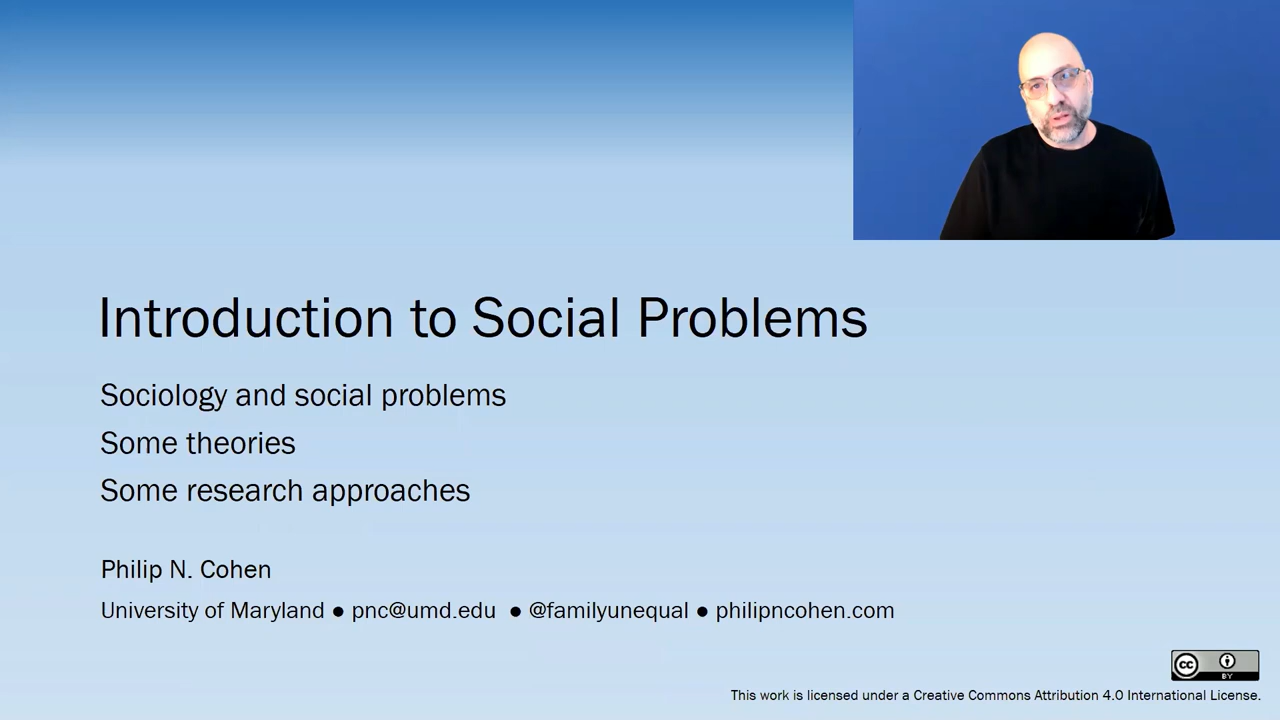 Introduction to Social Problems
Sociology and social problems
Some theories
Some research approaches
Philip N. Cohen
University of Maryland ● pnc@umd.edu ● @familyunequal ● philipncohen.com
cc
BY
This work is licensed under a Creative Commons Attribution 4.0 International License.